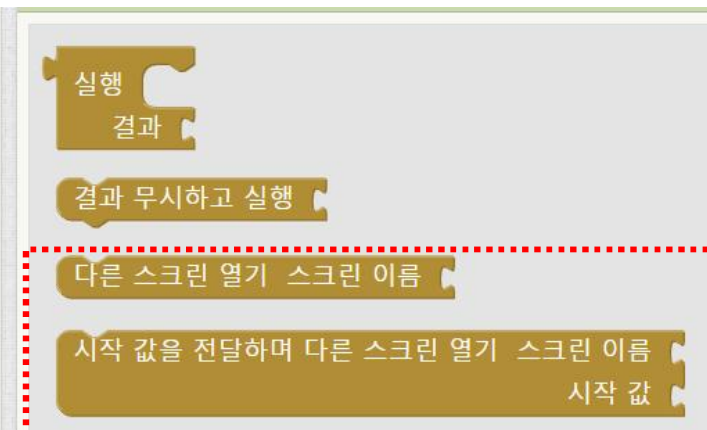 실행
결과
결과 무시하고 실행
다른 스크린 열기 스크린 이름
시작 값을 전달하며 다른 스크린 열기 스크린 이름
시작 값